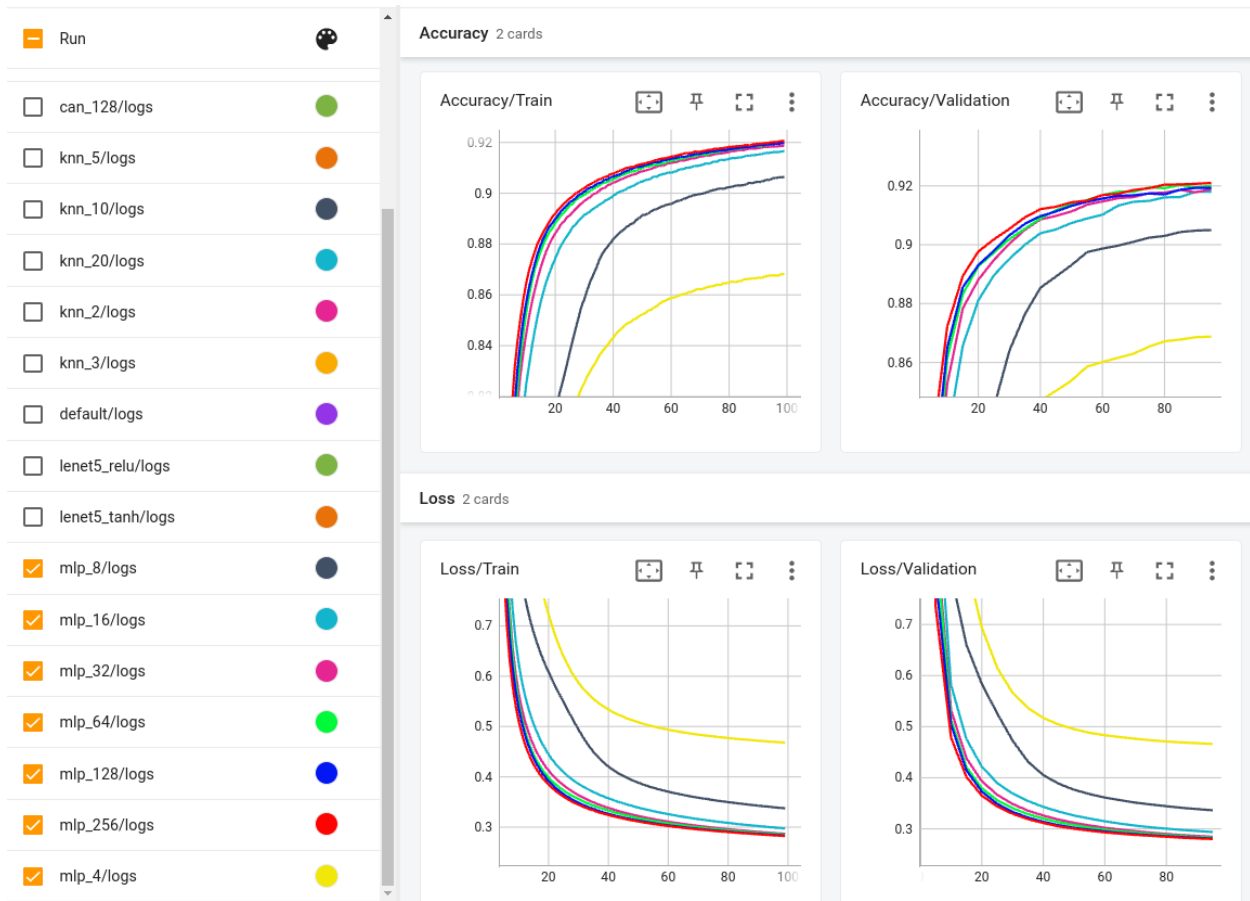 Run
can_128/logs
knn_5/logs
knn_10/logs
knn_20/logs
knn_2/logs
knn_3/logs
default/logs
lenet5_relu/logs
lenet5_tanh/logs
mlp_8/logs
mlp_16/logs
mlp_32/logs
mlp_64/logs
mlp_128/logs
mlp_256/logs
mlp_4/logs
Accuracy 2 cards
Accuracy/Train
0.92
0.9
0.88
0.86
0.84
0.82
20 40 60 80 100
Accuracy/Validation
0.92
0.9
0.88
0.86
20 40 60 80
Loss 2 cards
Loss/Train
0.7
0.6
0.5
0.4
0.3
20 40 60 80 100
Loss/Validation
0.7
0.6
0.5
0.4
0.3
20 40 60 80